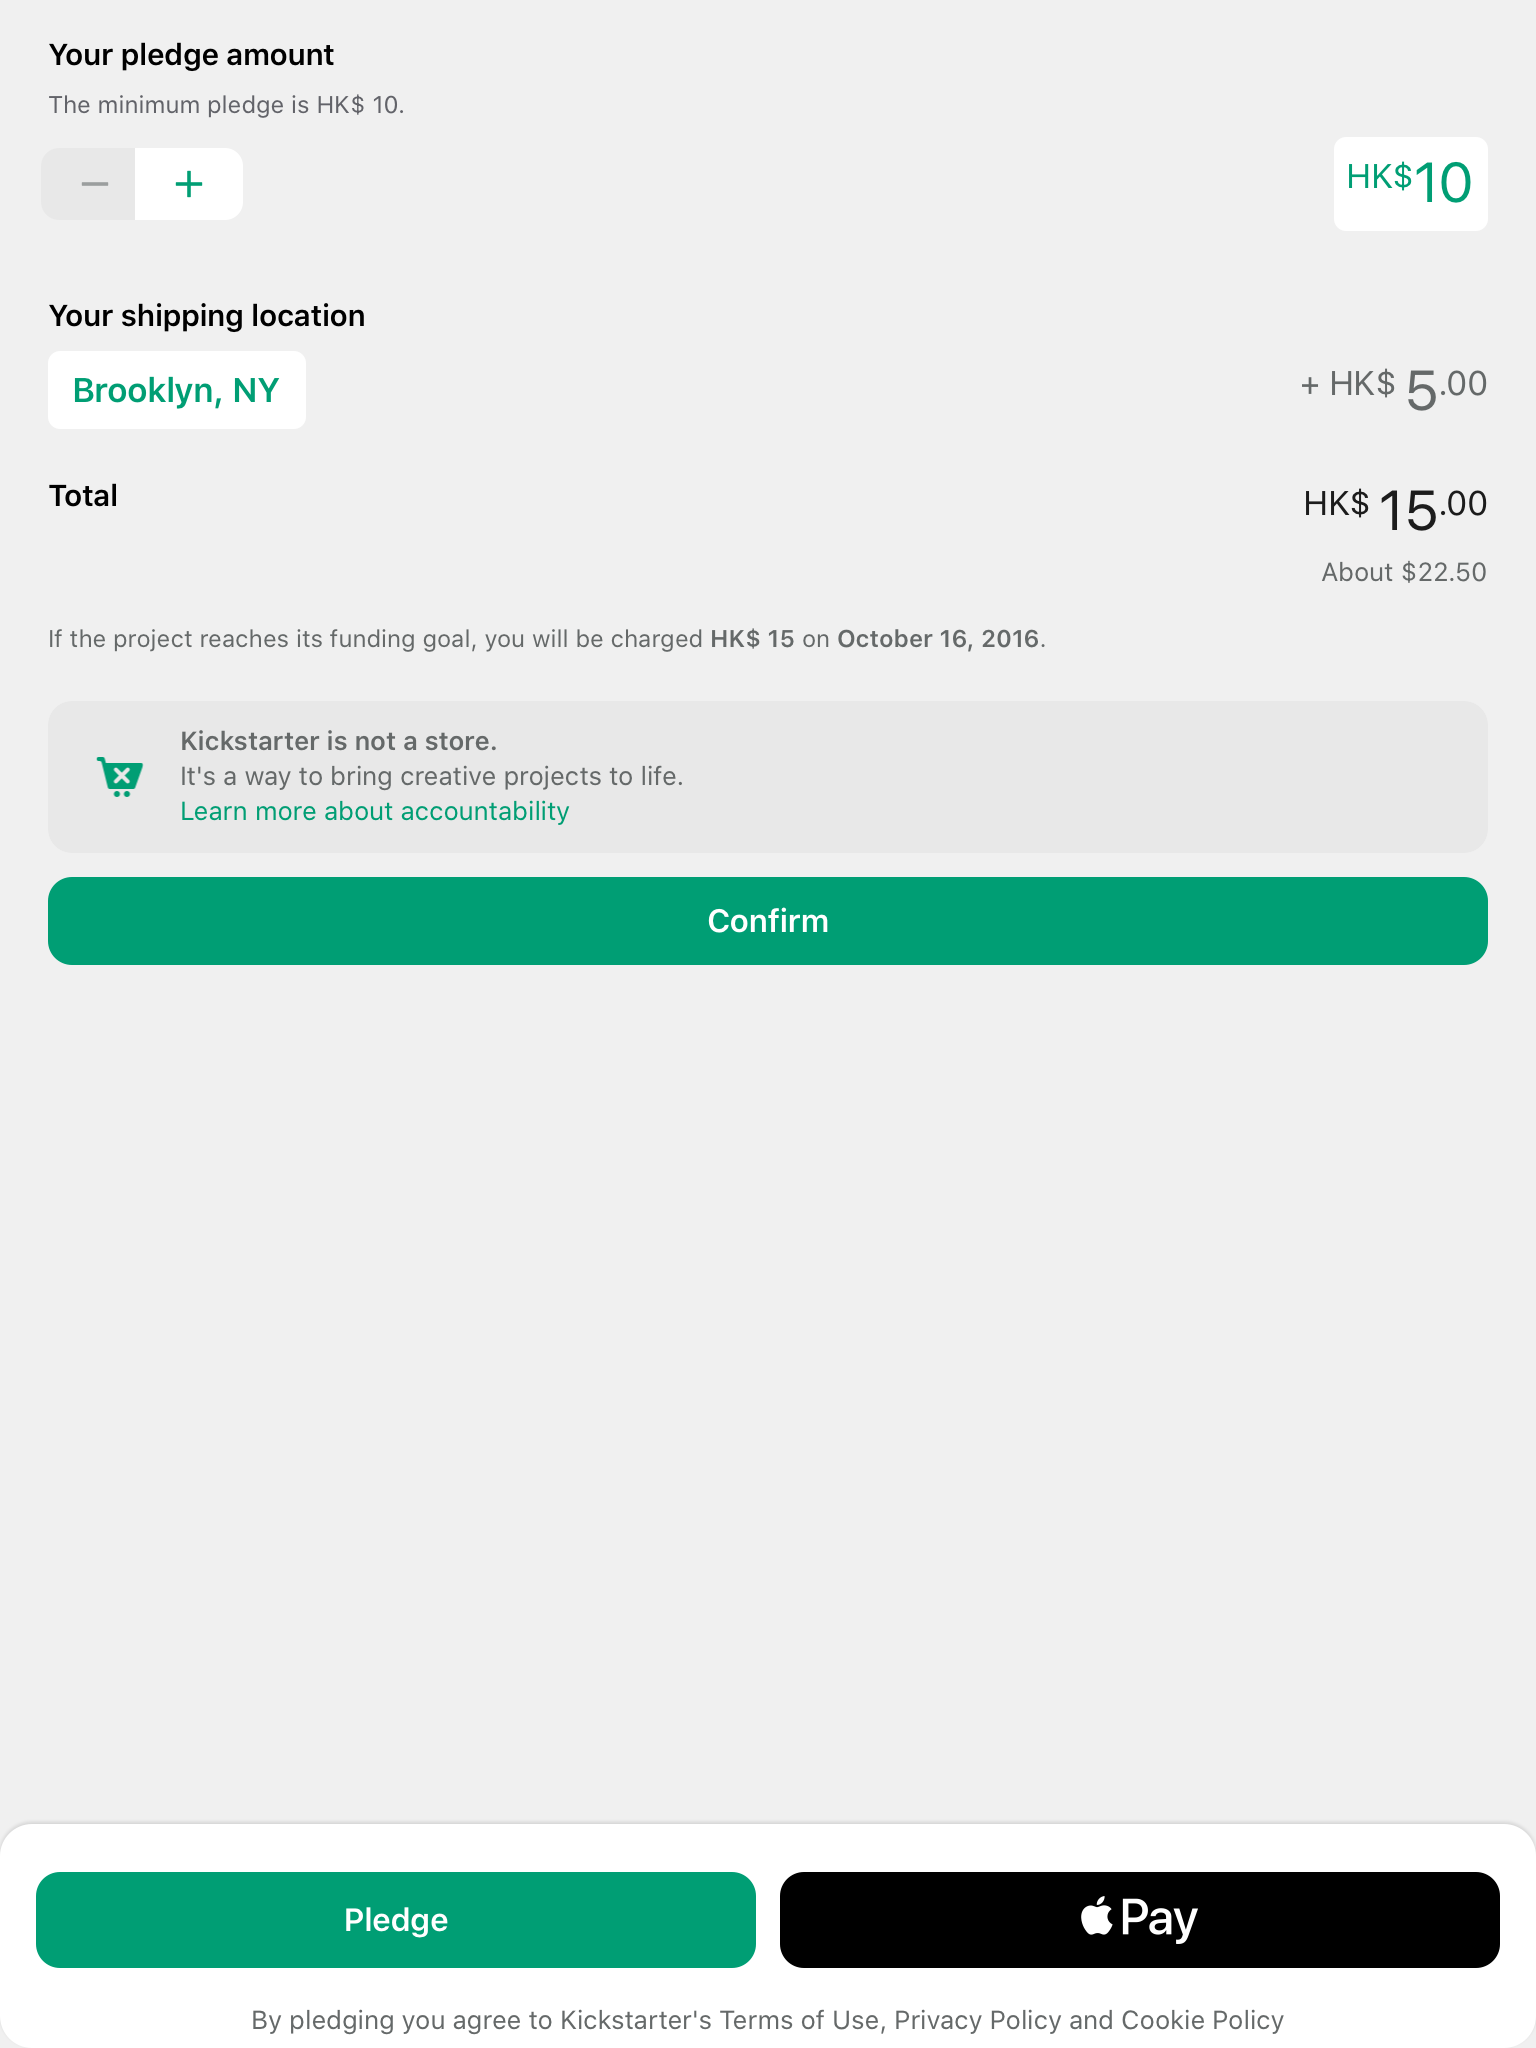 Your pledge amount
The minimum pledge is HK$ 10.
− +
HK$10
Your shipping location
Brooklyn, NY
+ HK$ 5.00
Total
HK$ 15.00
About $22.50
If the project reaches its funding goal, you will be charged HK$ 15 on October 16, 2016.
Kickstarter is not a store.
It's a way to bring creative projects to life.
Learn more about accountability
Confirm
Pledge
Pay
By pledging you agree to Kickstarter's Terms of Use, Privacy Policy and Cookie Policy